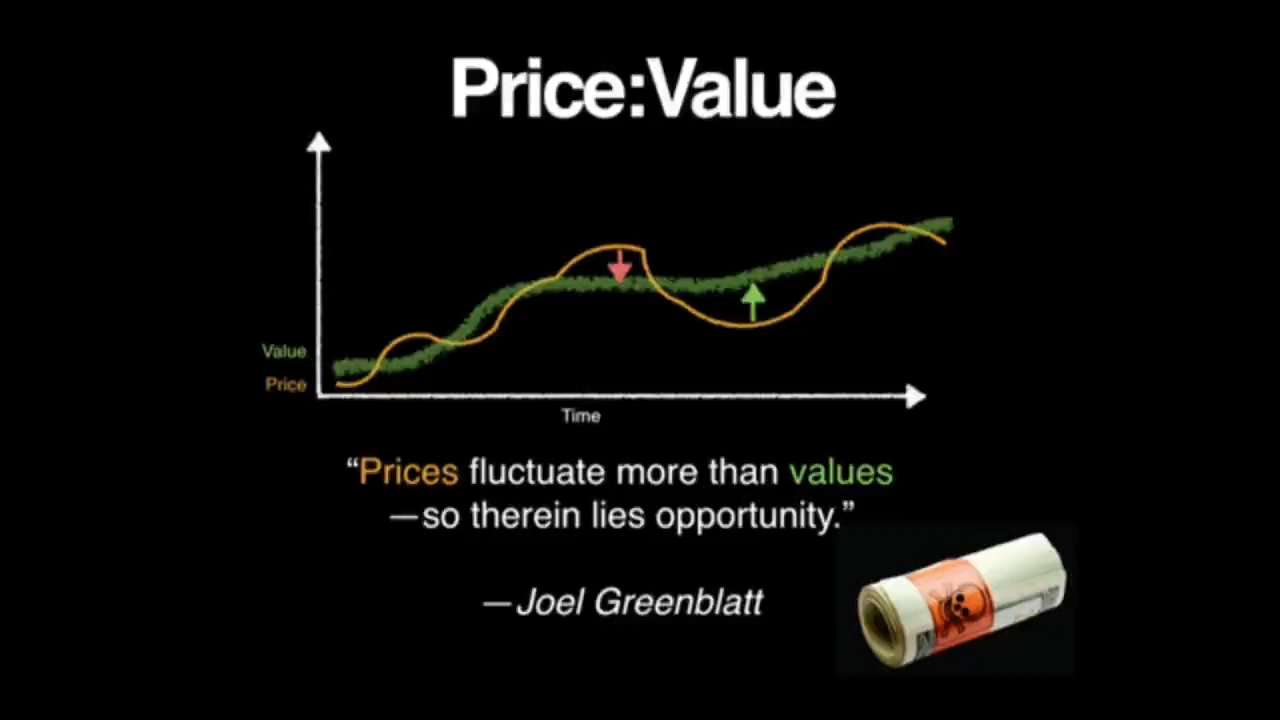 Price:Value
Value
Price
Time
“Prices fluctuate more than values
—so therein lies opportunity.”
—Joel Greenblatt